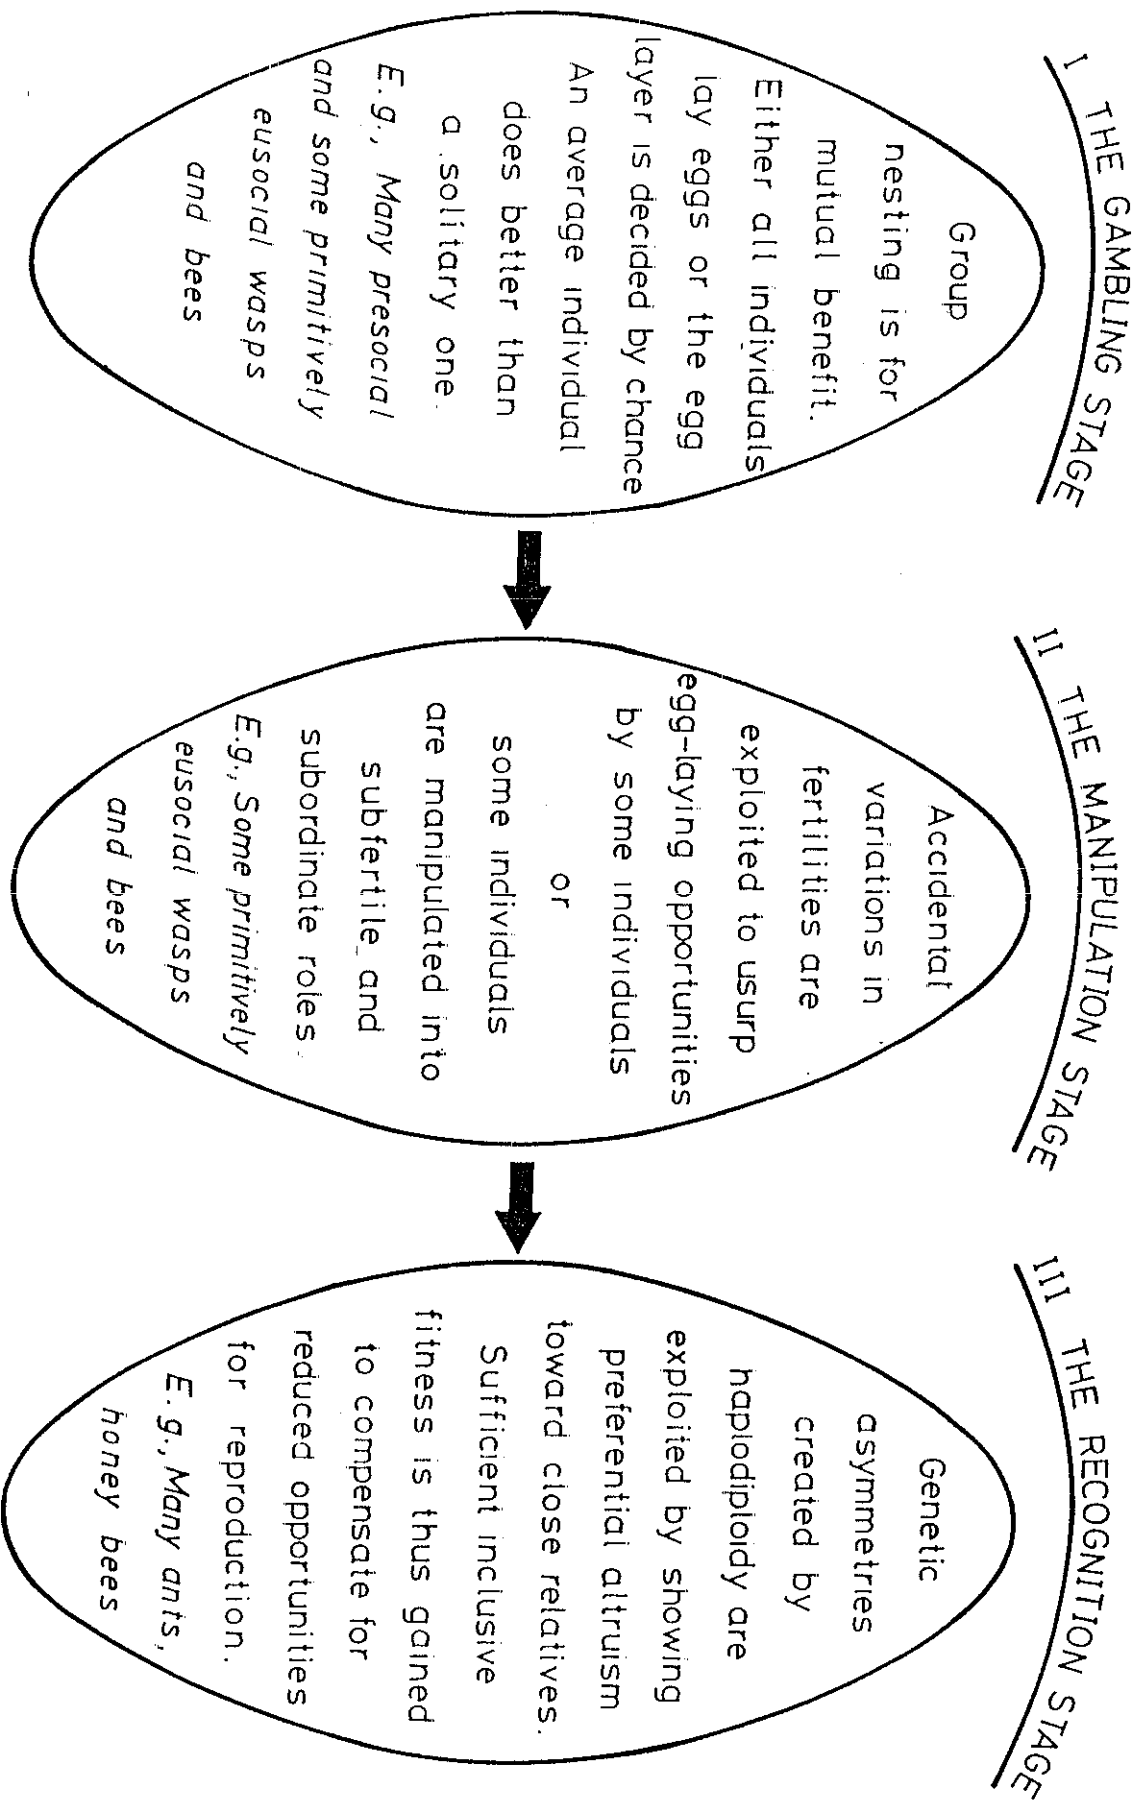 I THE GAMBLING STAGE
Group
nesting is for
mutual benefit.
Either all individuals
lay eggs or the egg
layer is decided by chance
An average individual
does better than
a solitary one.
E.g., Many presocial
and some primitively
eusocial wasps
and bees
II THE MANIPULATION STAGE
Accidental
variations in
fertilities are
exploited to usurp
egg-laying opportunities
by some individuals
or
some individuals
are manipulated into
subfertile and
subordinate roles.
E.g., Some primitively
eusocial wasps
and bees
III THE RECOGNITION STAGE
Genetic
asymmetries
created by
haplodiploidy are
exploited by showing
preferential altruism
toward close relatives.
Sufficient inclusive
fitness is thus gained
to compensate for
reduced opportunities
for reproduction.
E.g., Many ants,
honey bees